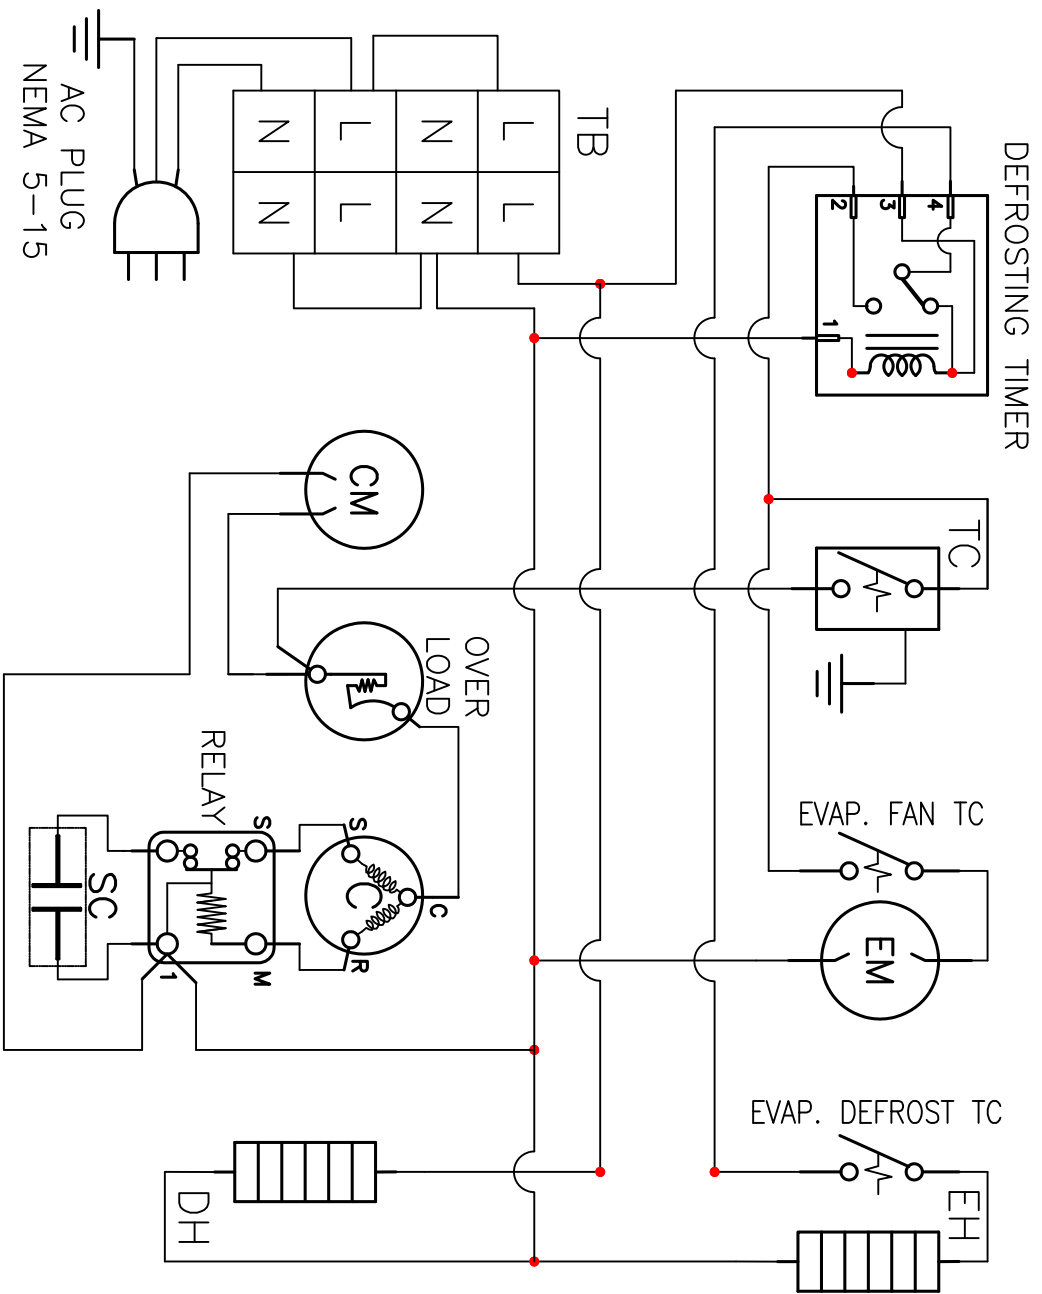 AC PLUG
NEMA 5-15
TB
L
N
L
N
L
N
L
N
DEFROSTING TIMER
4
3
2
1
TC
CM
OVER
LOAD
RELAY
S
M
1
SC
S
C
R
C
EVAP. FAN TC
EM
EVAP. DEFROST TC
EH
DH